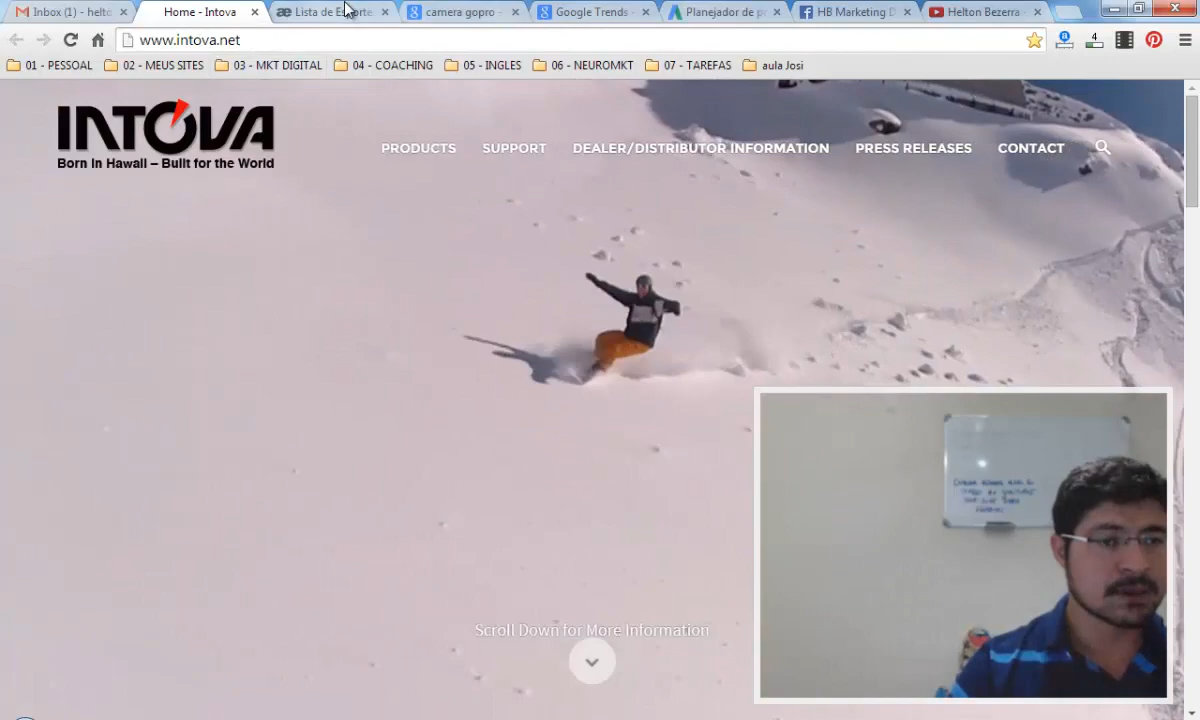 Inbox (1) - helto
Home - Intova
Lista de E
camera gopro -
Google Trends -
Planejador de p
HB Marketing D
Helton Bezerra -
www.intova.net
4
01 - PESSOAL
02 - MEUS SITES
03 - MKT DIGITAL
04 - COACHING
05 - INGLES
06 - NEUROMKT
07 - TAREFAS
aula Josi
INTOVA
Born In Hawaii – Built for the World
PRODUCTS
SUPPORT
DEALER/DISTRIBUTOR INFORMATION
PRESS RELEASES
CONTACT
Scroll Down for More Information